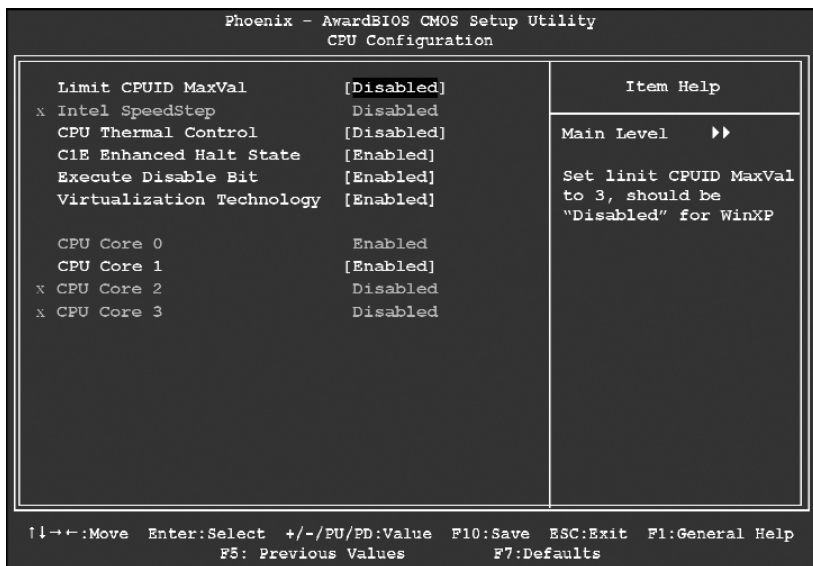 Phoenix - AwardBIOS CMOS Setup Utility
CPU Configuration
Limit CPUID MaxVal [Disabled]
x Intel SpeedStep Disabled
CPU Thermal Control [Disabled]
C1E Enhanced Halt State [Enabled]
Execute Disable Bit [Enabled]
Virtualization Technology [Enabled]
CPU Core 0 Enabled
CPU Core 1 [Enabled]
x CPU Core 2 Disabled
x CPU Core 3 Disabled
Item Help
Main Level ▶▶
Set linit CPUID MaxVal
to 3, should be
“Disabled” for WinXP
↑↓→←:Move Enter:Select +/-/PU/PD:Value F10:Save ESC:Exit F1:General Help
F5: Previous Values F7:Defaults